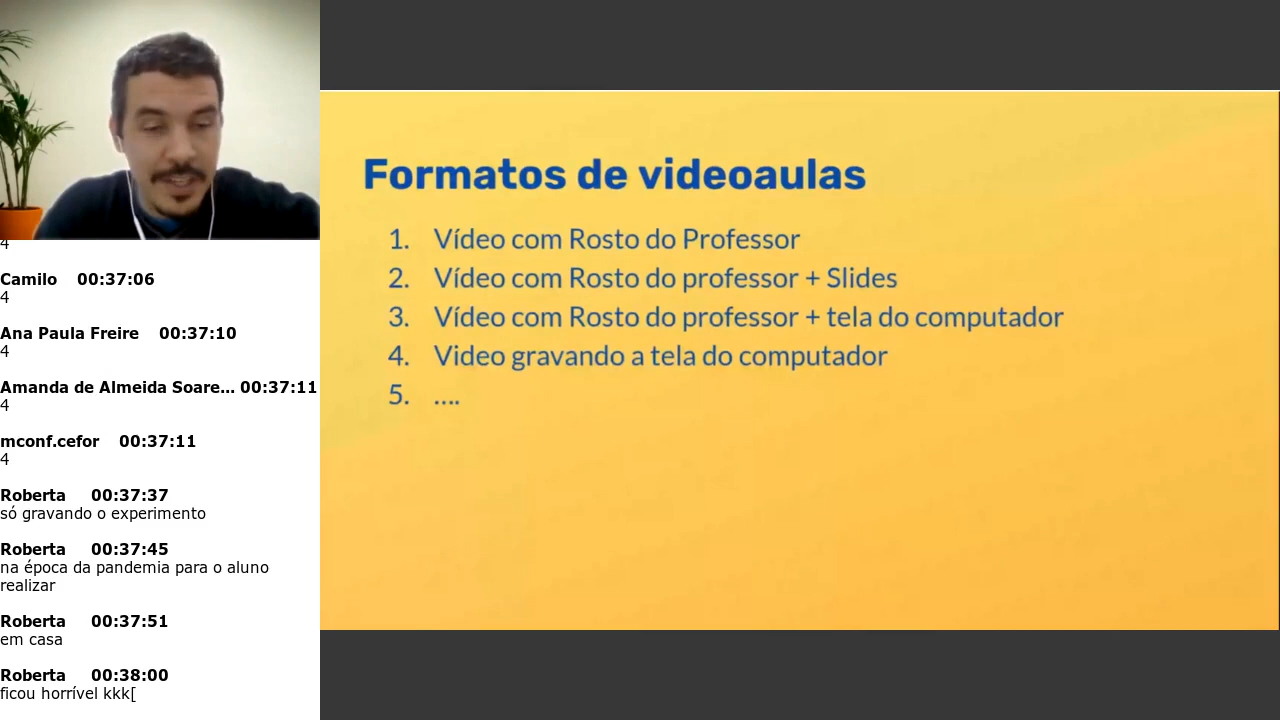 4
Camilo 00:37:06
4
Ana Paula Freire 00:37:10
4
Amanda de Almeida Soare... 00:37:11
4
mconf.cefor 00:37:11
4
Roberta 00:37:37
só gravando o experimento
Roberta 00:37:45
na época da pandemia para o aluno
realizar
Roberta 00:37:51
em casa
Roberta 00:38:00
ficou horrível kkk[
Formatos de videoaulas
1. Vídeo com Rosto do Professor
2. Vídeo com Rosto do professor + Slides
3. Vídeo com Rosto do professor + tela do computador
4. Video gravando a tela do computador
5. ....